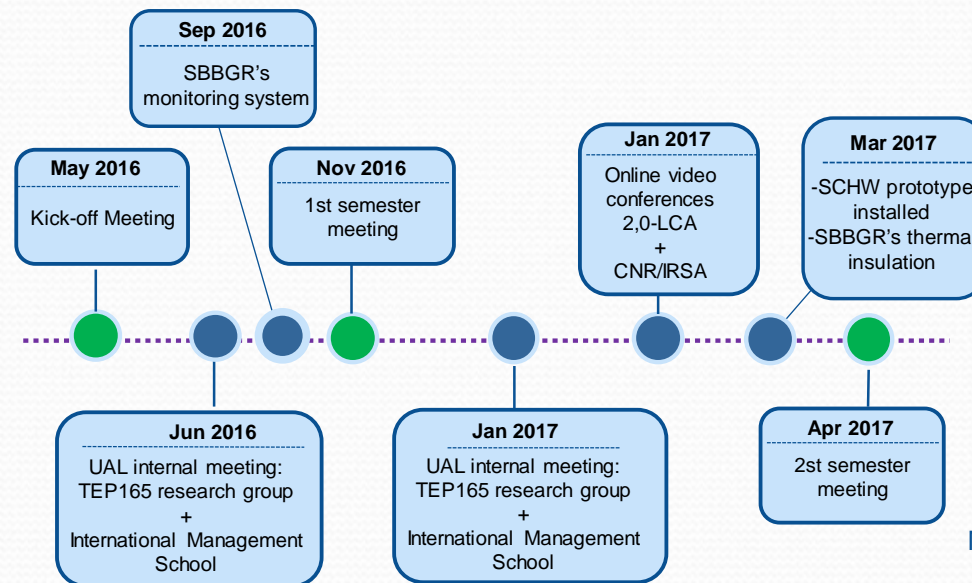 Sep 2016
SBBGR's
monitoring system
May 2016
Kick-off Meeting
Nov 2016
1st semester
meeting
Jan 2017
Online video
conferences
2,0-LCA
+
CNR/IRSA
Mar 2017
-SCHW prototype
installed
-SBBGR's therma
insulation
Jun 2016
UAL internal meeting:
TEP165 research group
+
International Management
School
Jan 2017
UAL internal meeting:
TEP165 research group
+
International Management
School
Apr 2017
2st semester
meeting